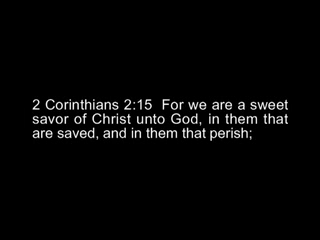 2 Corinthians 2:15  For we are a sweet
savor of Christ unto God, in them that
are saved, and in them that perish;